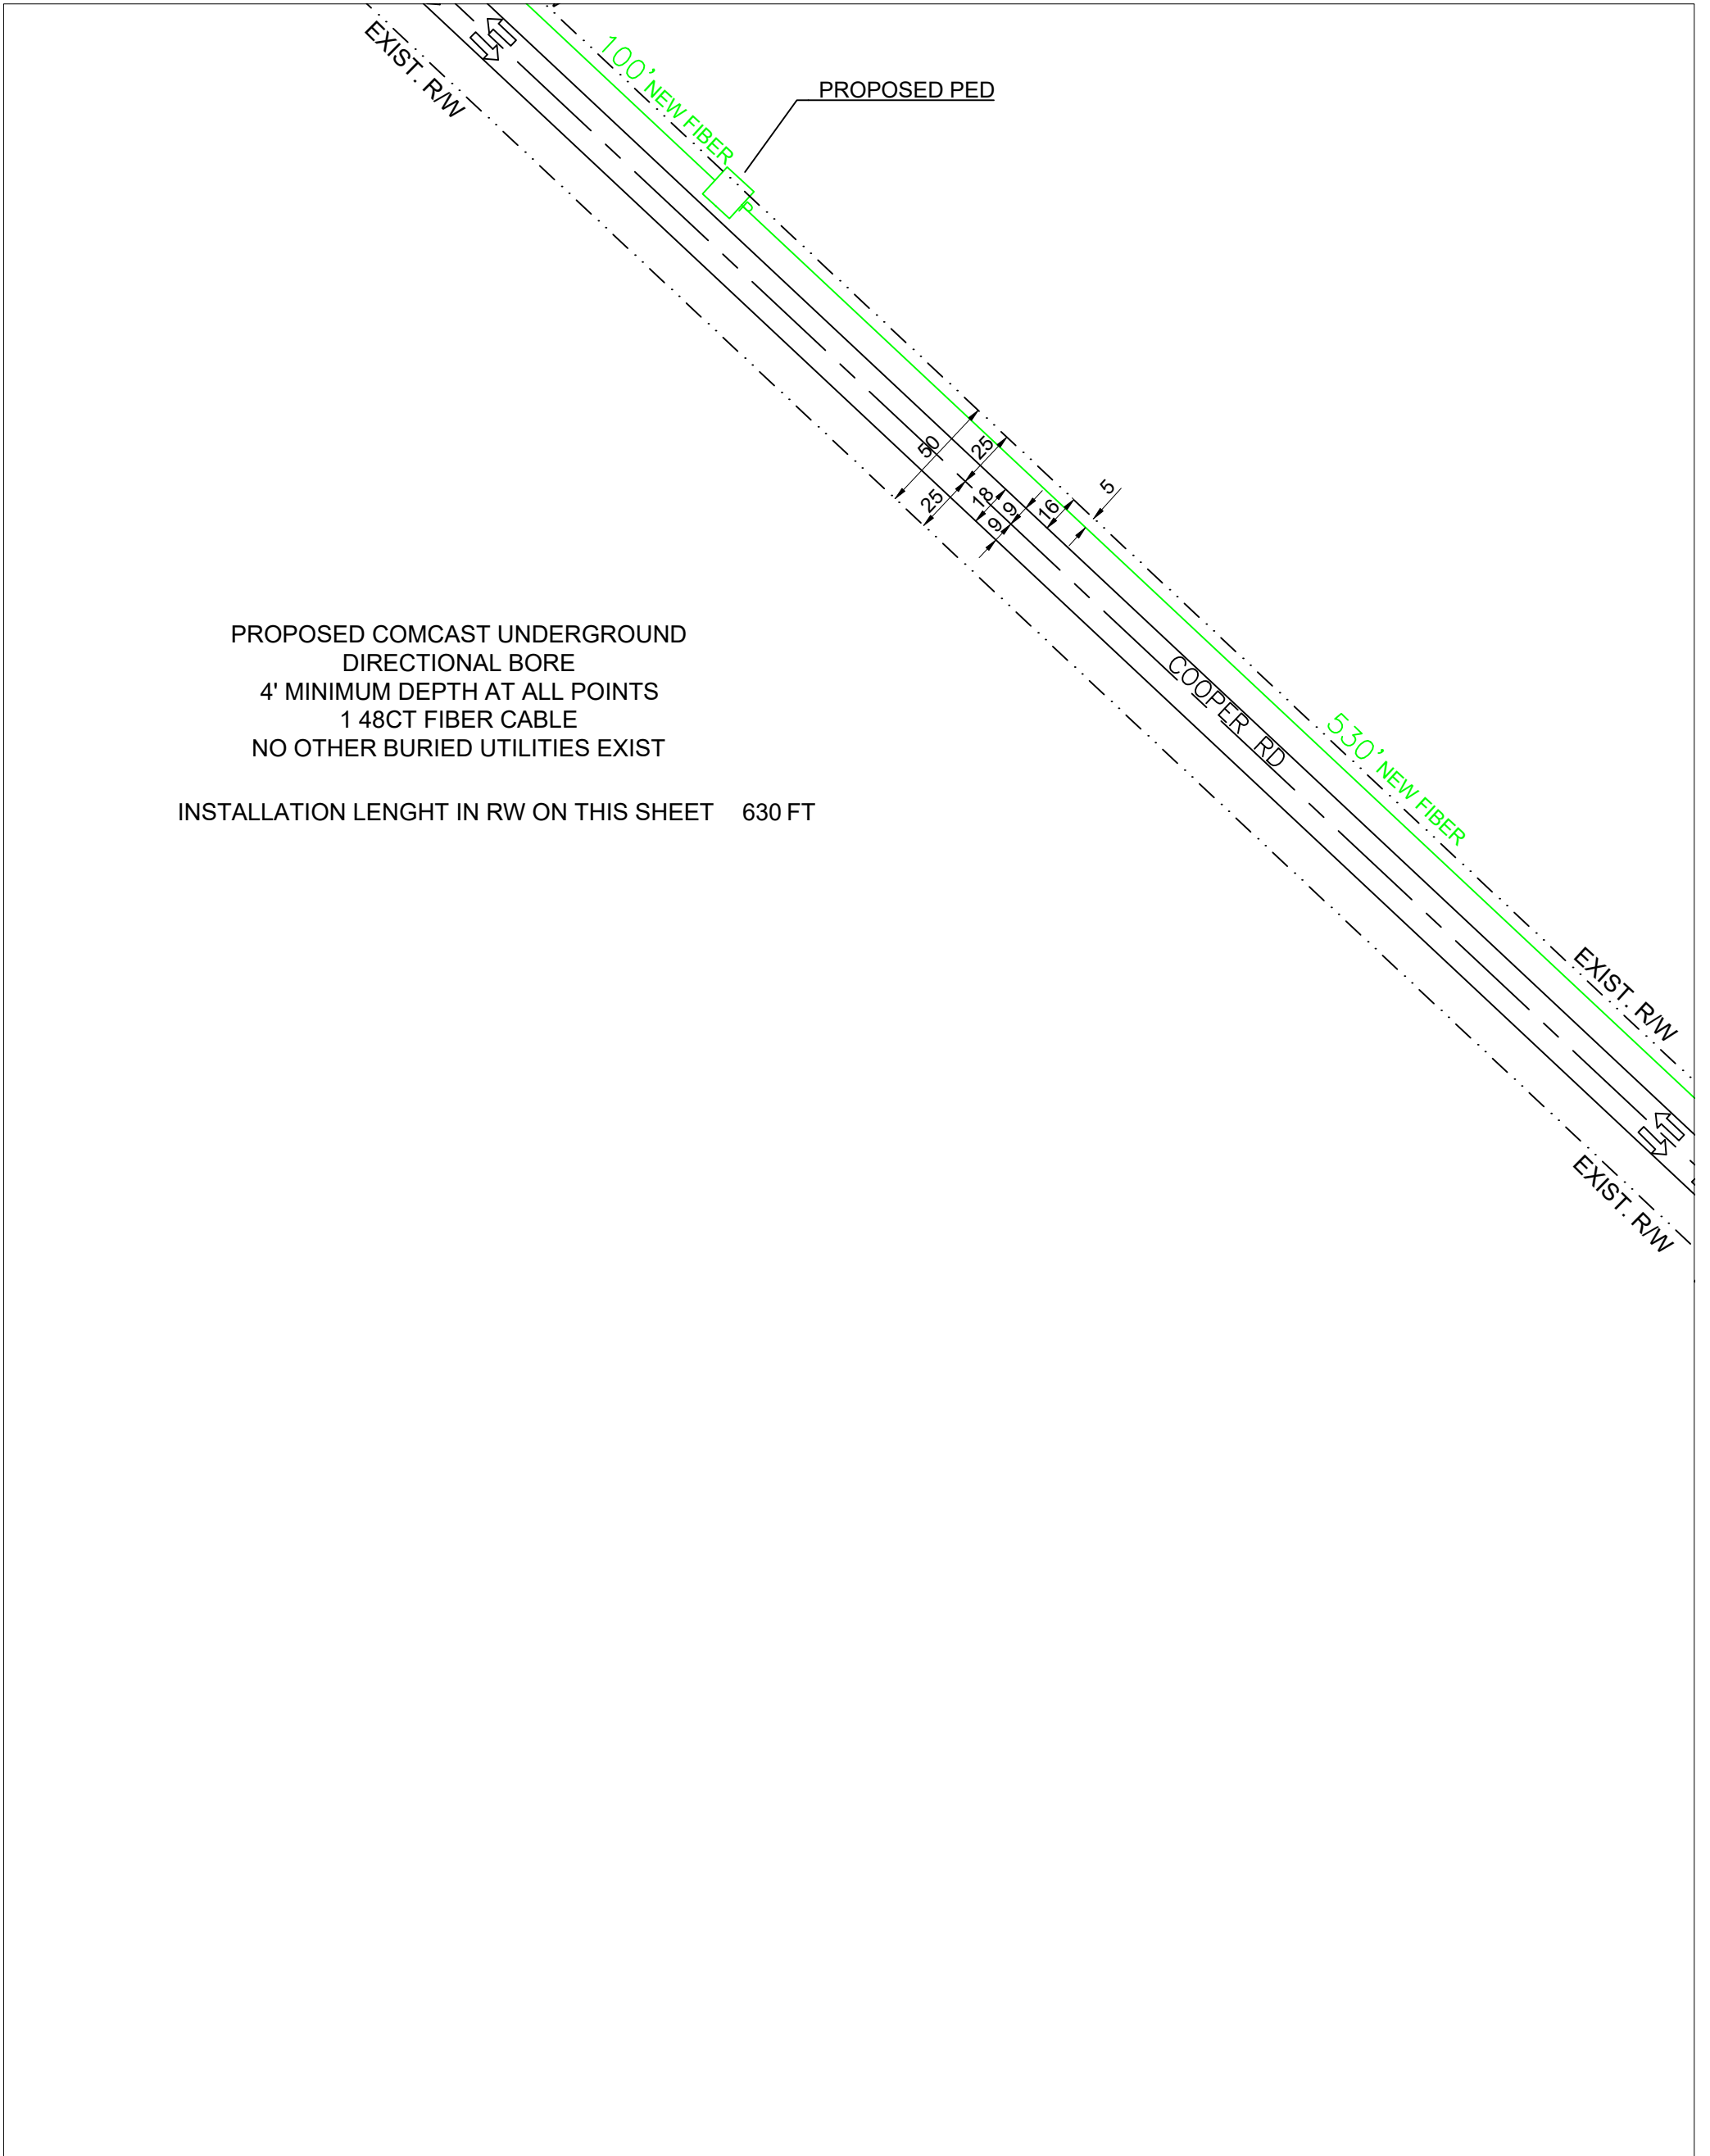 EXIST. R/W
100' NEW FIBER
PROPOSED PED
P
50
25
25
18
9
9
16
5
PROPOSED COMCAST UNDERGROUND
DIRECTIONAL BORE
4' MINIMUM DEPTH AT ALL POINTS
1 48CT FIBER CABLE
NO OTHER BURIED UTILITIES EXIST
INSTALLATION LENGHT IN RW ON THIS SHEET 630 FT
COOPER RD
530' NEW FIBER
EXIST. R/W
EXIST. R/W